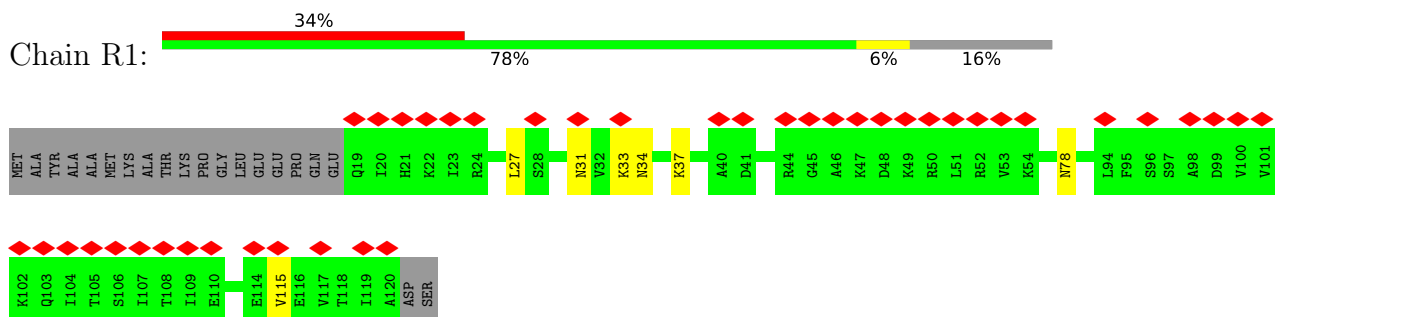 34%
Chain R1:
78% 6% 16%
MET ALA TYR ALA ALA MET LYS ALA THR LYS PRO GLY LEU GLU GLU PRO GLN GLU Q19 I20 H21 K22 I23 R24 L27 S28 N31 V32 K33 N34 K37 A40 D41 R44 G45 A46 K47 D48 K49 R50 L51 R52 V53 K54 N78 L94 F95 S96 S97 A98 D99 V100 V101
K102 Q103 I104 T105 S106 I107 T108 I109 E110 E114 V115 E116 V117 T118 I119 A120 ASP SER